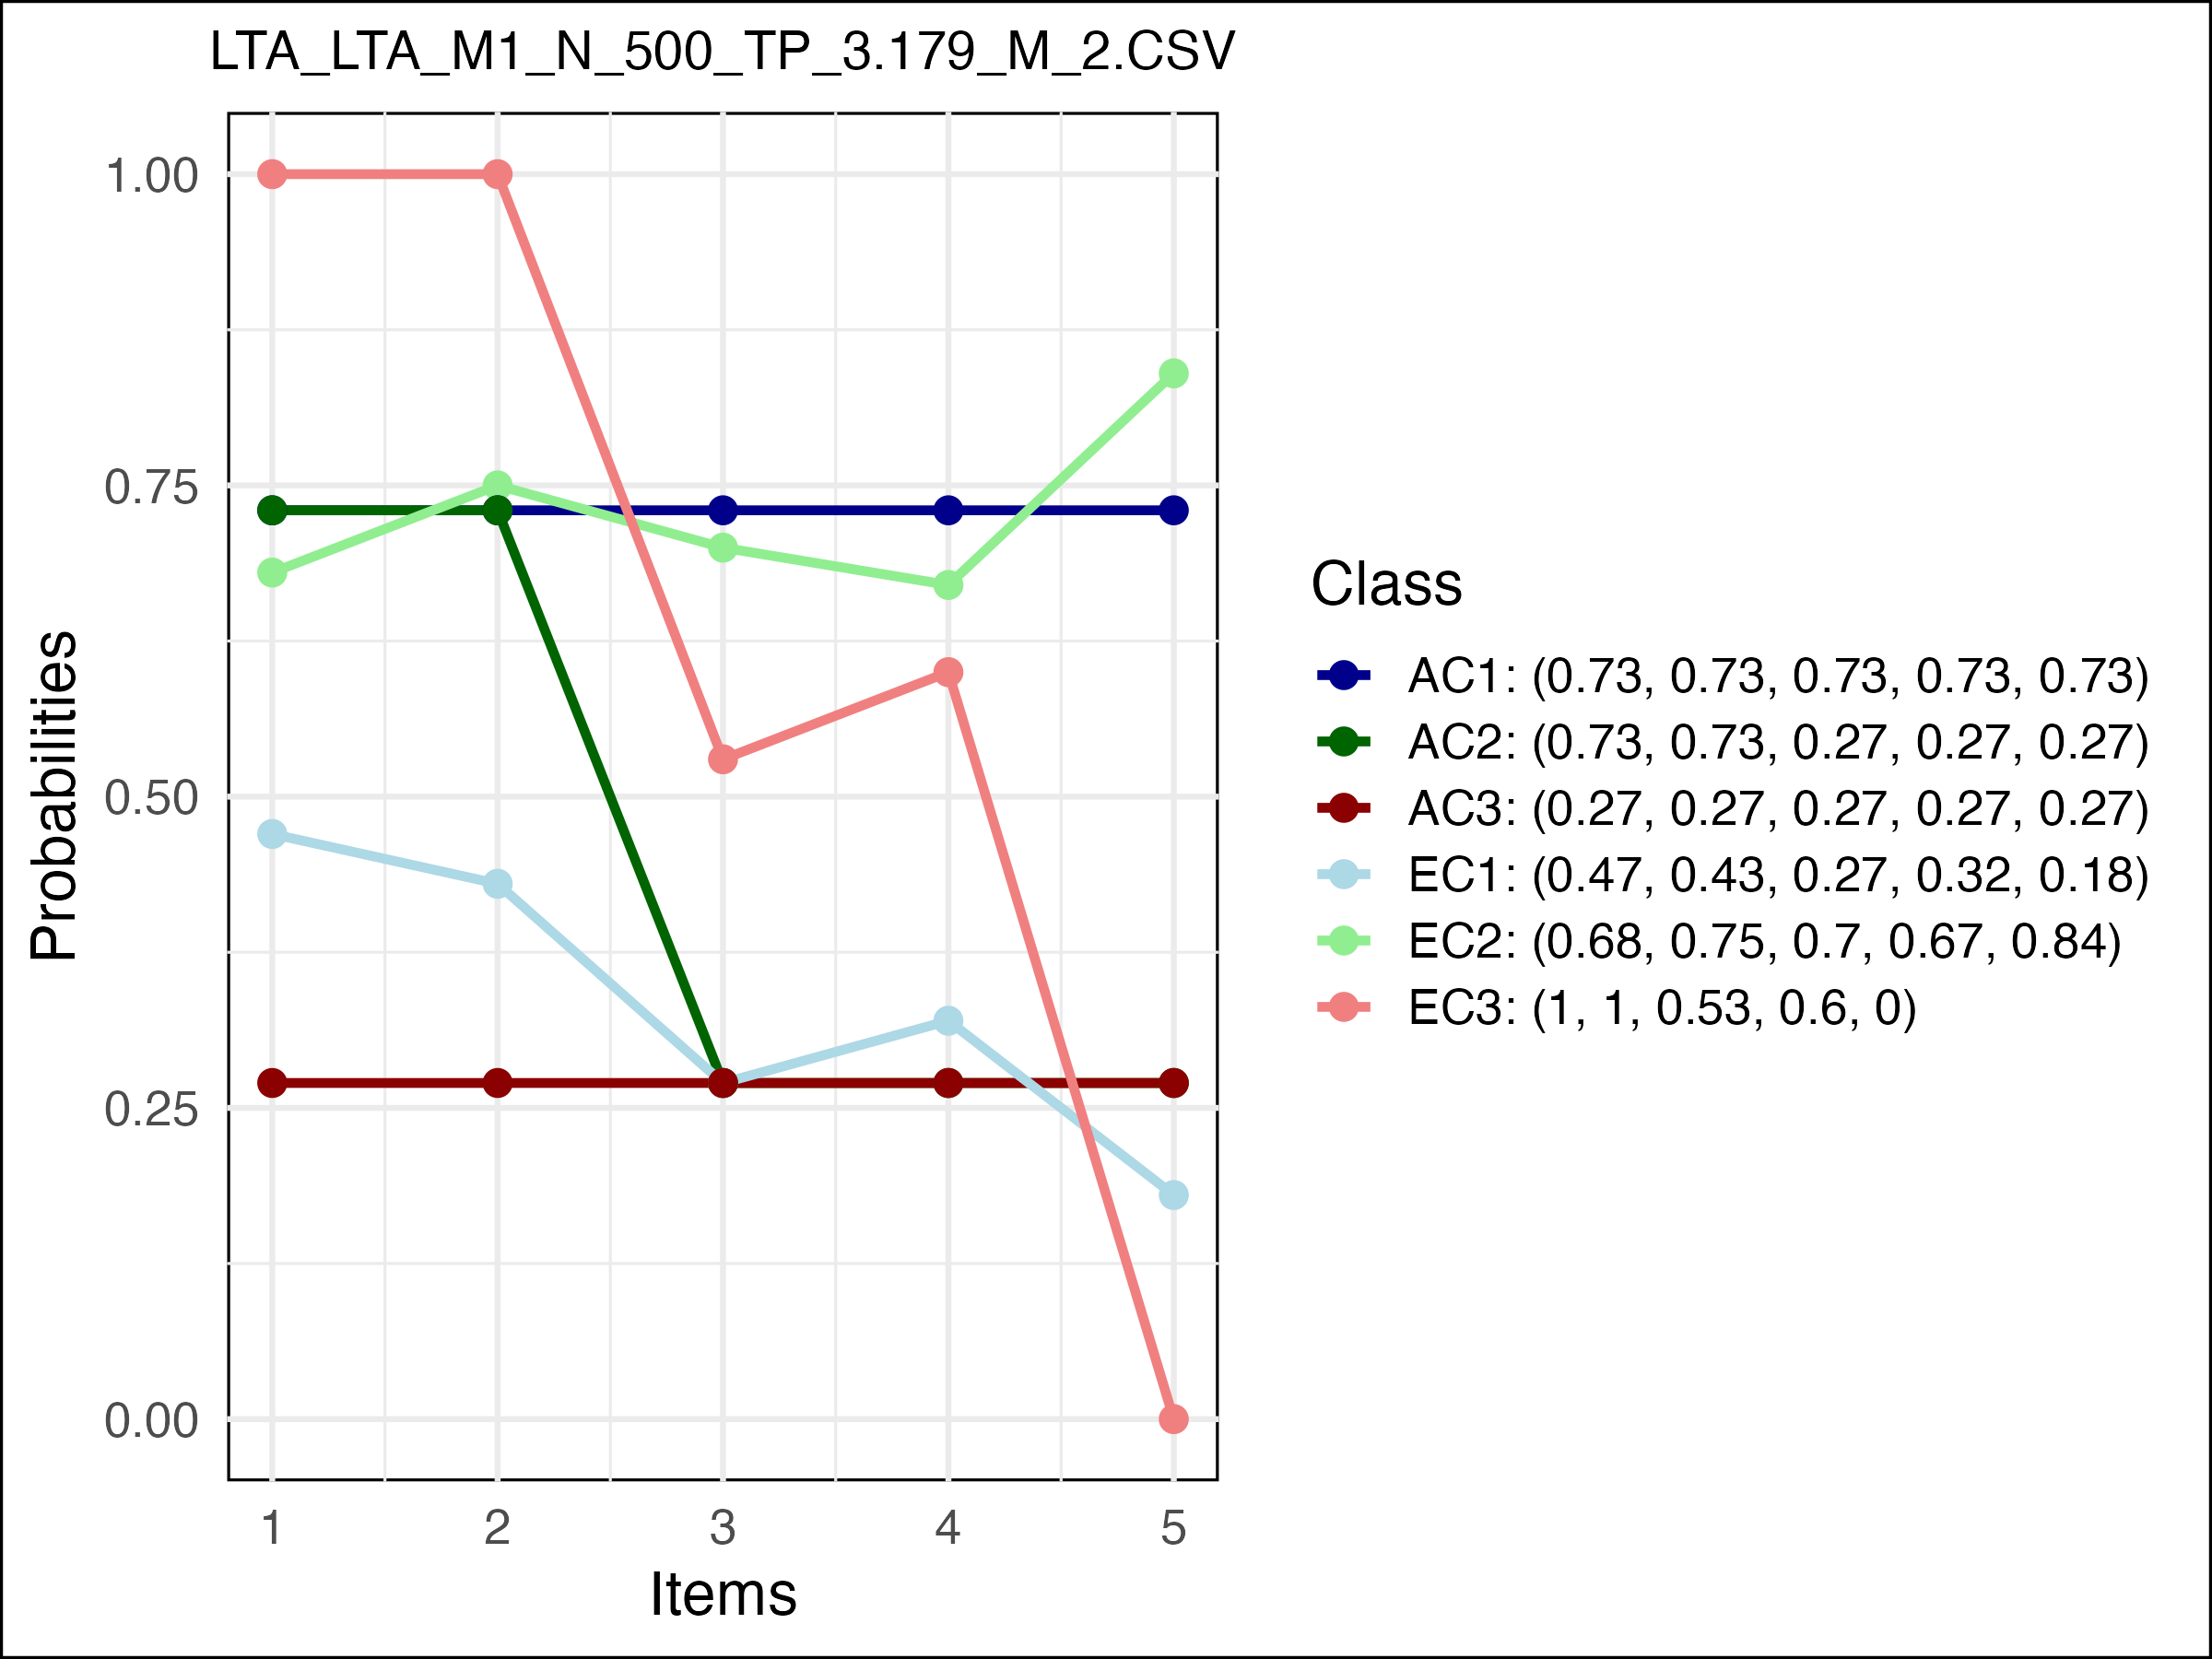 LTA_LTA_M1_N_500_TP_3.179_M_2.CSV
1.00
0.75
0.50
0.25
0.00
Probabilities
1 2 3 4 5
Items
Class
AC1: (0.73, 0.73, 0.73, 0.73, 0.73)
AC2: (0.73, 0.73, 0.27, 0.27, 0.27)
AC3: (0.27, 0.27, 0.27, 0.27, 0.27)
EC1: (0.47, 0.43, 0.27, 0.32, 0.18)
EC2: (0.68, 0.75, 0.7, 0.67, 0.84)
EC3: (1, 1, 0.53, 0.6, 0)